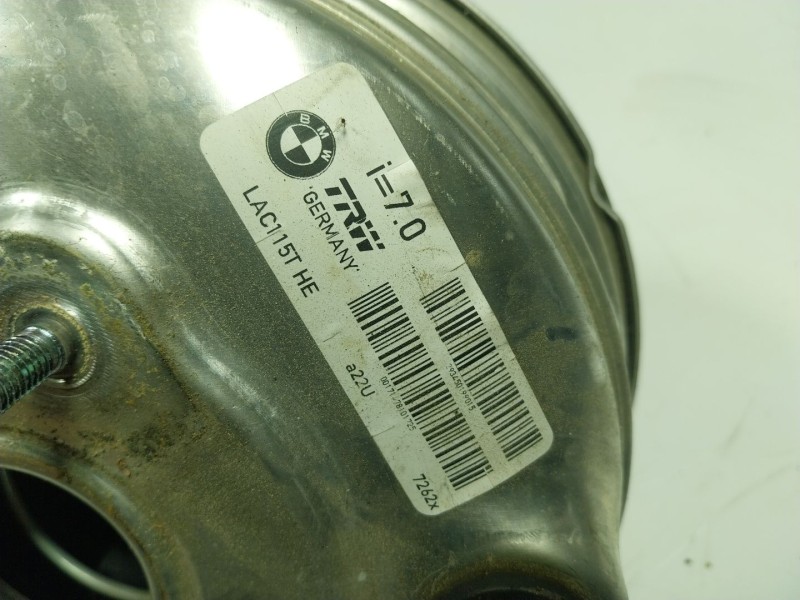 BMW
i=7.0
TRW
'GERMANY'
LAC115T HE
a22U
7262x